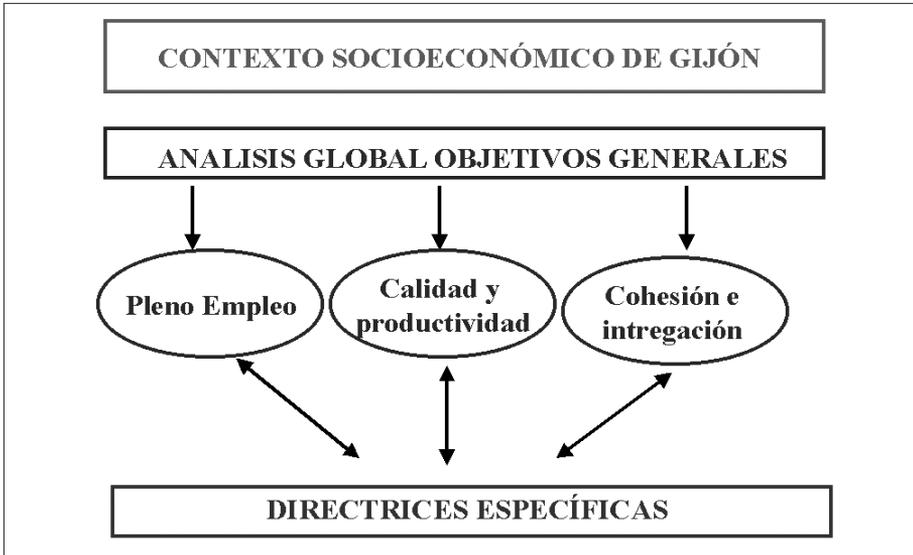 CONTEXTO SOCIOECONÓMICO DE GIJÓN
ANALISIS GLOBAL OBJETIVOS GENERALES
Pleno Empleo
Calidad y
productividad
Cohesión e
intregación
DIRECTRICES ESPECÍFICAS